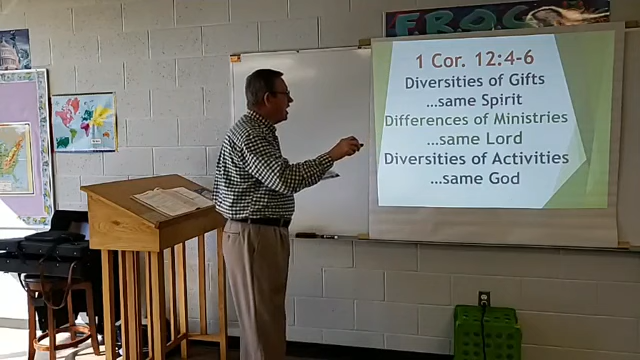 F.R.O.G.
1 Cor. 12:4-6
Diversities of Gifts
...same Spirit
Differences of Ministries
...same Lord
Diversities of Activities
...same God